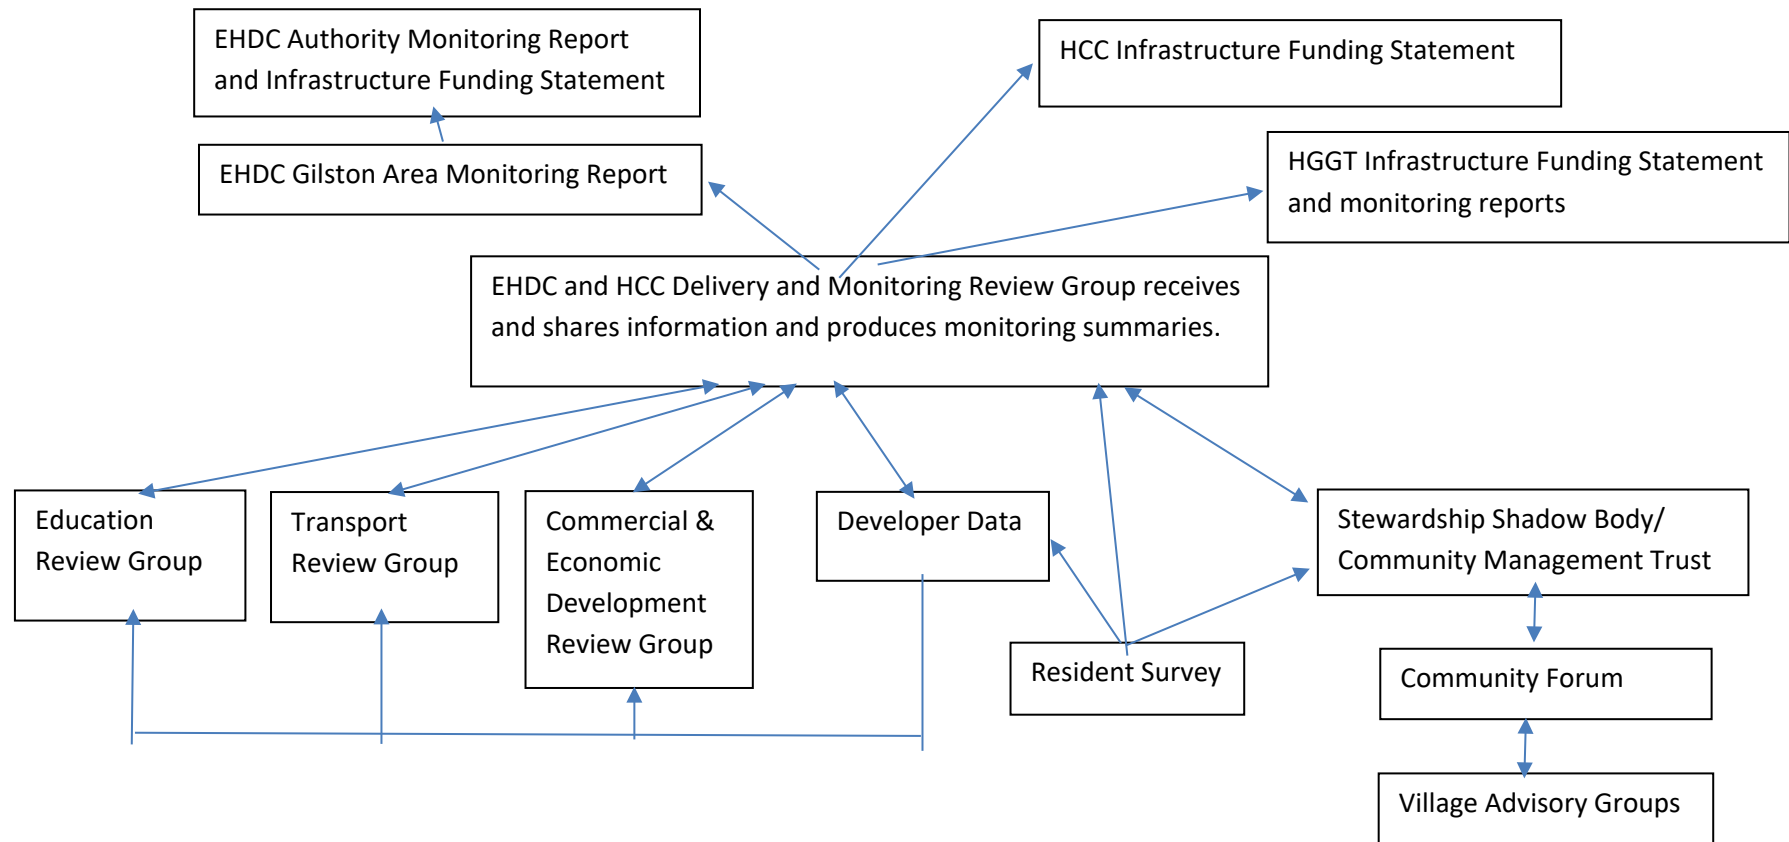 EHDC Authority Monitoring Report
and Infrastructure Funding Statement
HCC Infrastructure Funding Statement
EHDC Gilston Area Monitoring Report
HGGT Infrastructure Funding Statement
and monitoring reports
EHDC and HCC Delivery and Monitoring Review Group receives
and shares information and produces monitoring summaries.
Education
Review Group
Transport
Review Group
Commercial &
Economic
Development
Review Group
Developer Data
Stewardship Shadow Body/
Community Management Trust
Resident Survey
Community Forum
Village Advisory Groups